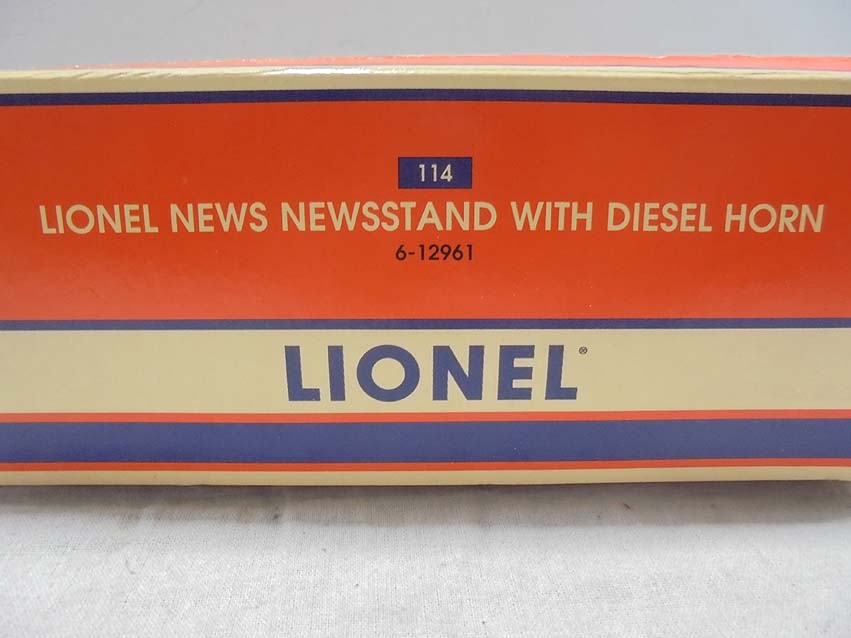 114
LIONEL NEWS NEWSSTAND WITH DIESEL HORN
6-12961
LIONEL®